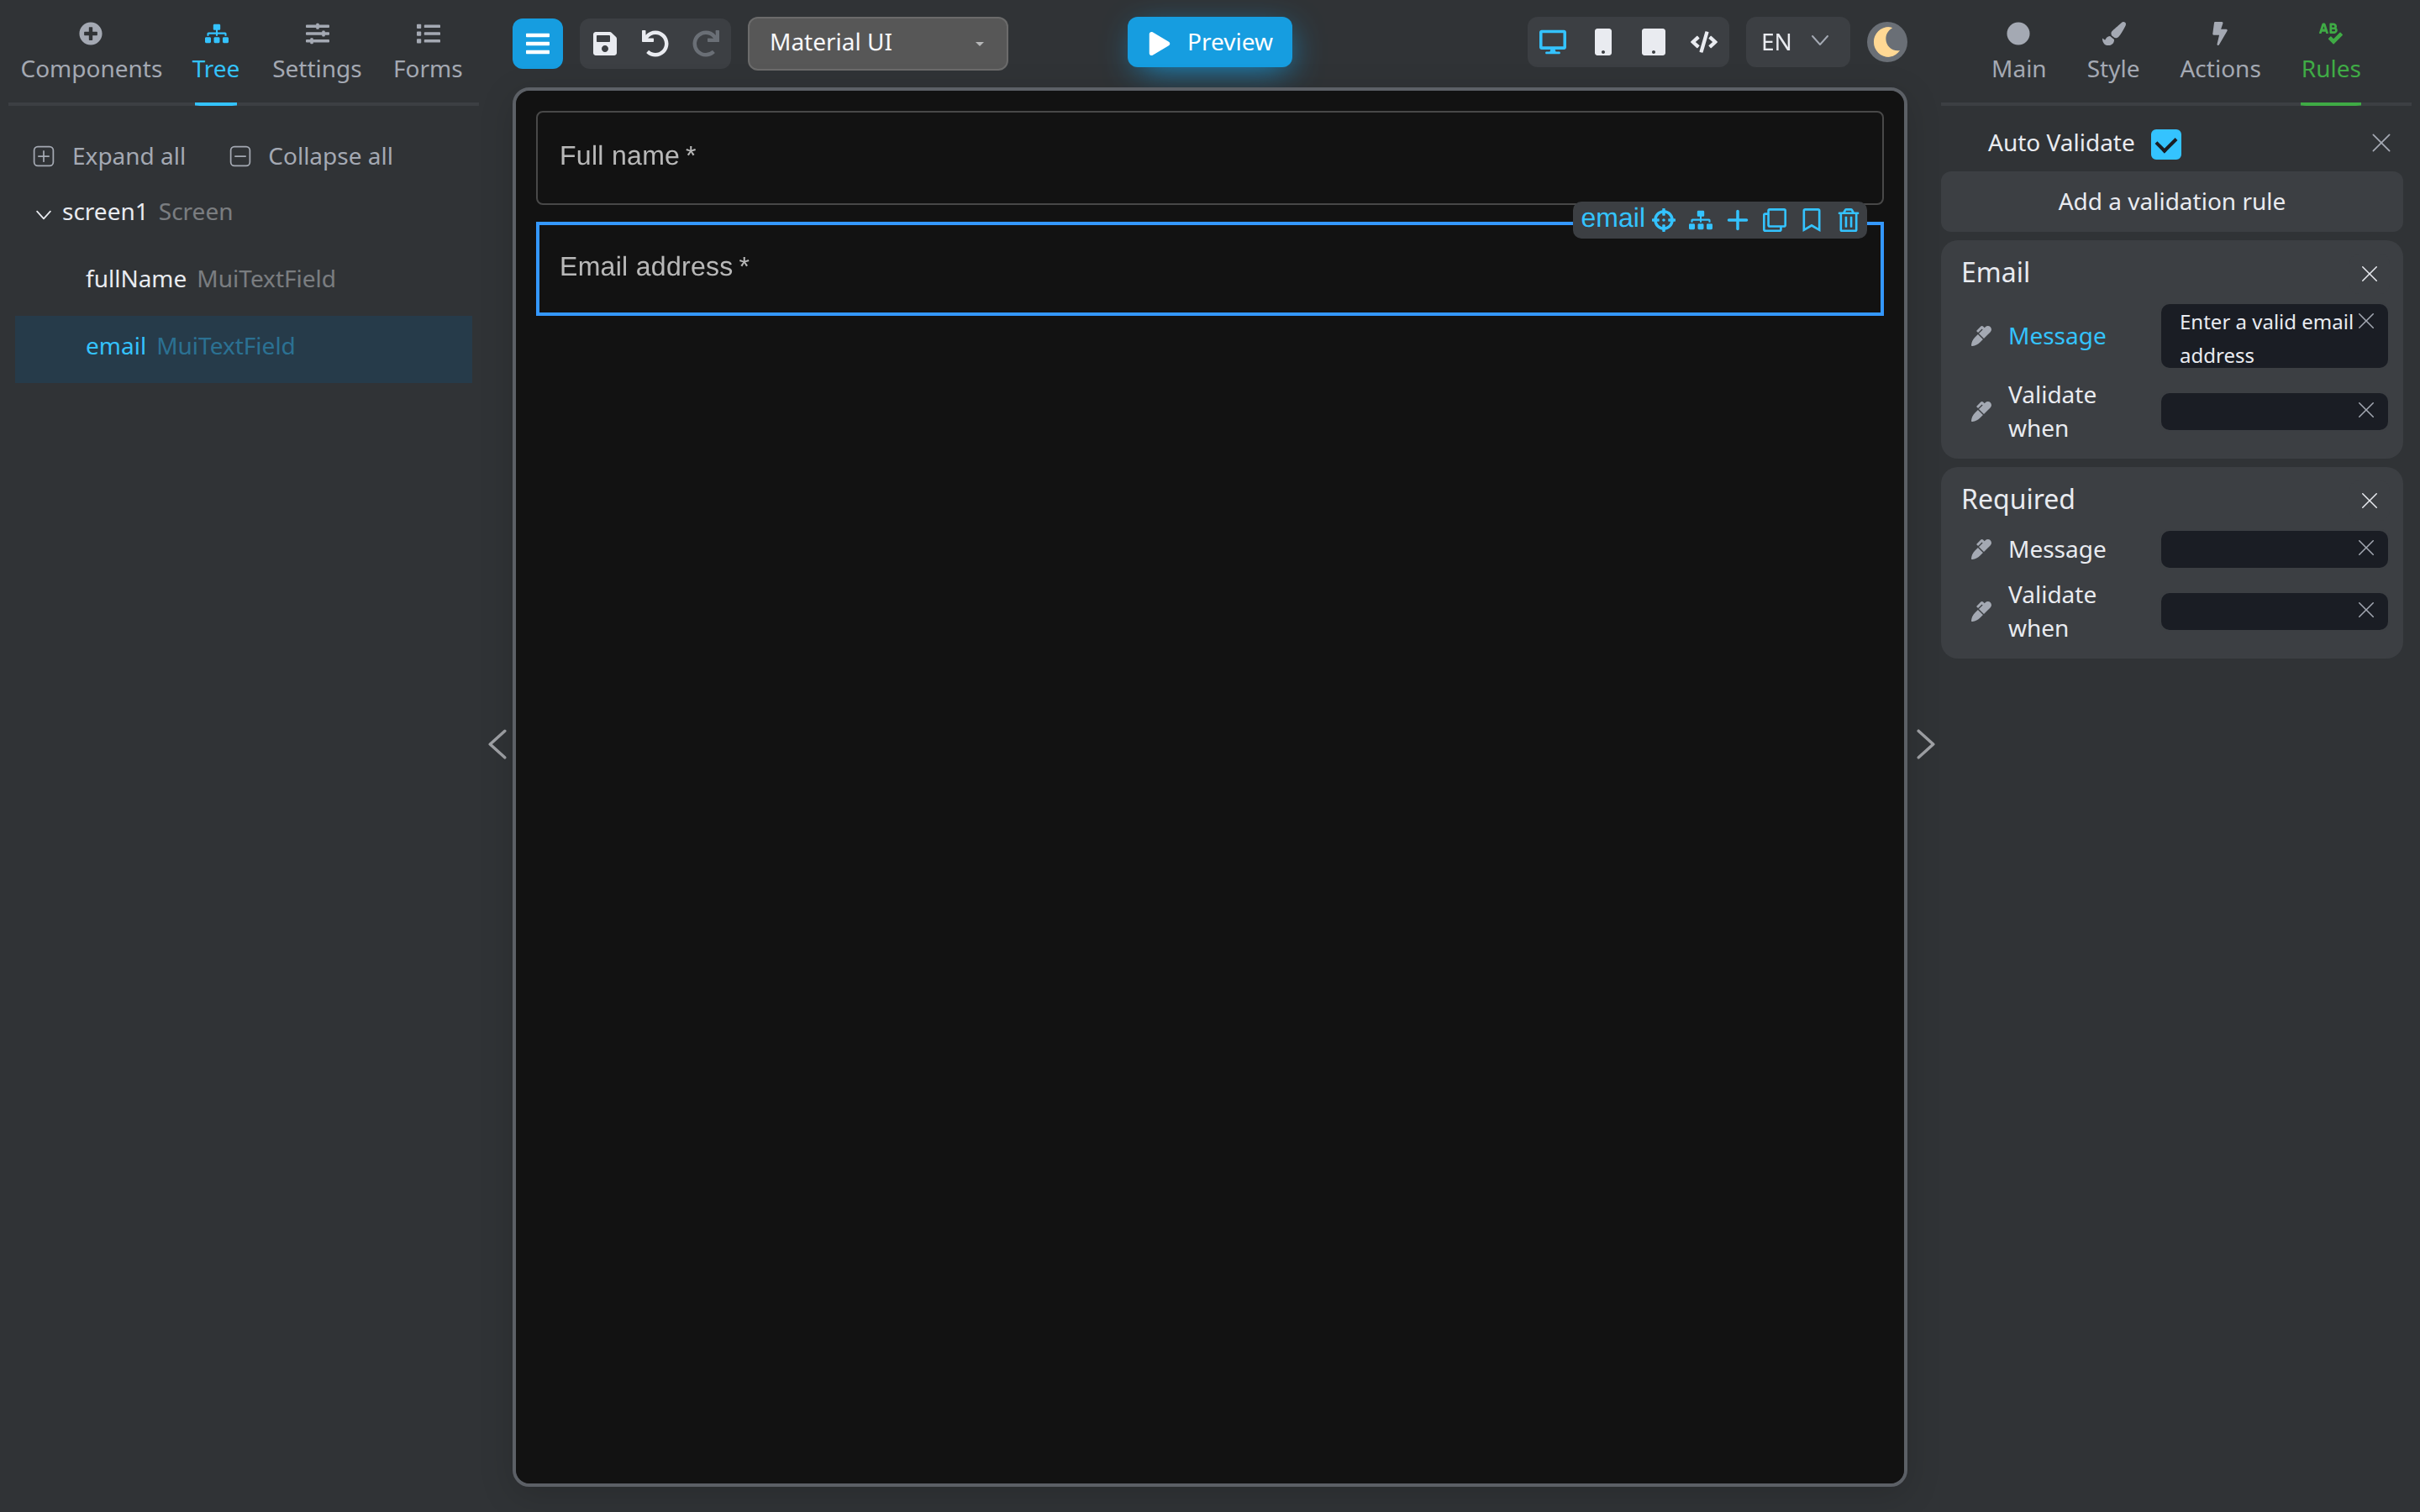 Components
Tree
Settings
Forms
Material UI
Preview
EN
Main
Style
Actions
AB
Rules
Expand all
Collapse all
screen1 Screen
fullName MuiTextField
email MuiTextField
Full name *
email
Email address *
Auto Validate
Add a validation rule
Email
Message
Enter a valid email
address
Validate
when
Required
Message
Validate
when